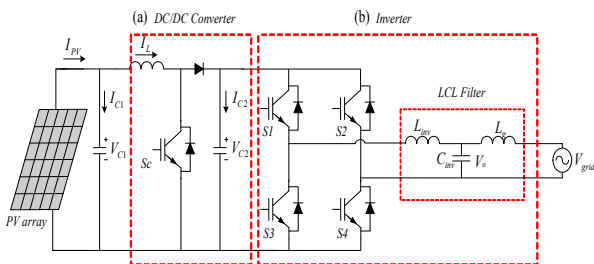 (a) DC/DC Converter
(b) Inverter
I_PV
I_L
I_C1
I_C2
V_C1
V_C2
PV array
Sc
S1
S2
S3
S4
LCL Filter
L_inv
L_o
C_inv
V_o
V_grid